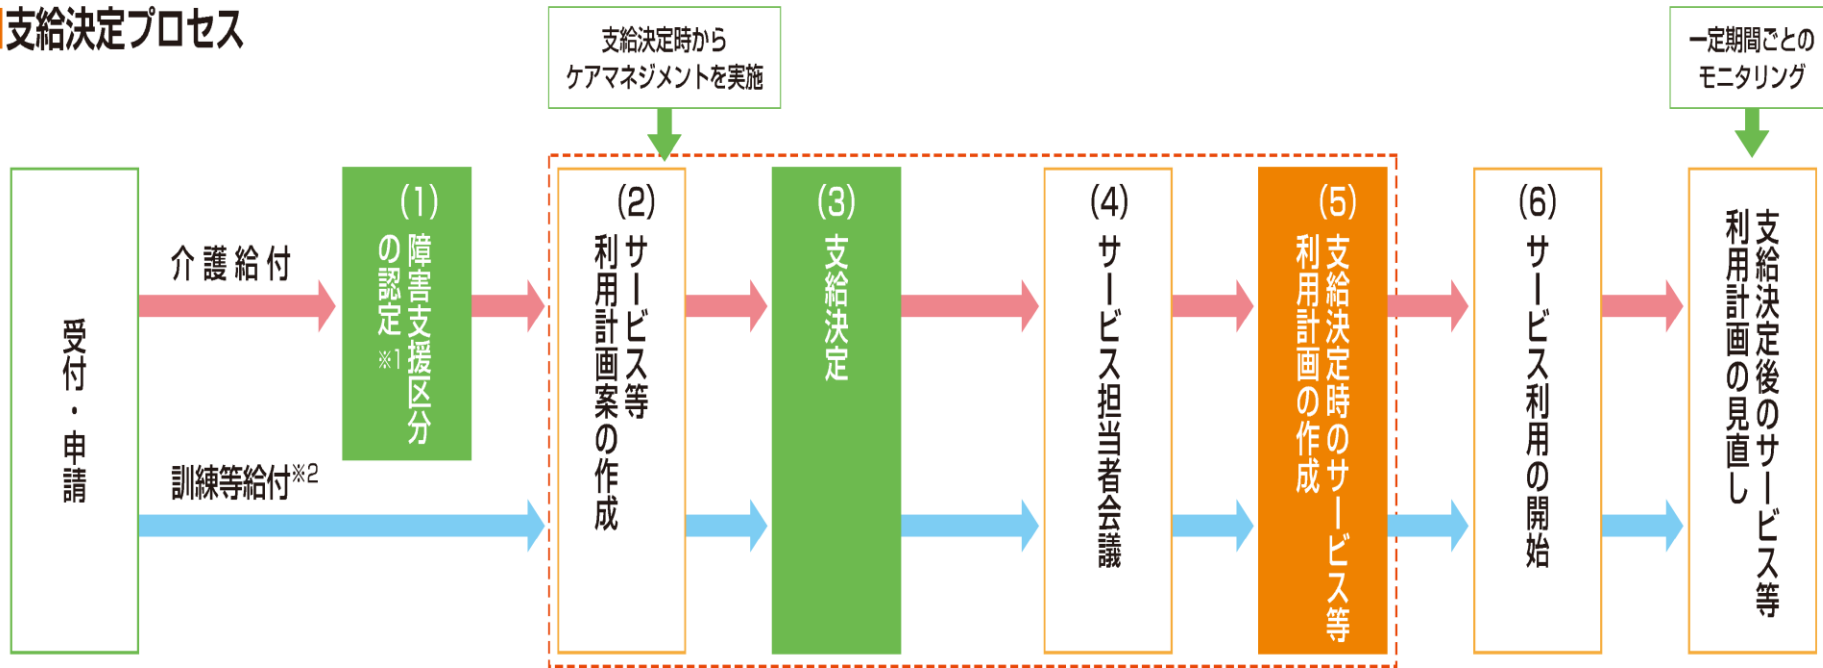 支給決定プロセス
支給決定時から
ケアマネジメントを実施
一定期間ごとの
モニタリング
受付・申請
介護給付
訓練等給付※2
(1)
障害支援区分
の認定※1
(2)
サービス等
利用計画案の作成
(3)
支給決定
(4)
サービス担当者会議
(5)
支給決定時のサービス等
利用計画の作成
(6)
サービス利用の開始
支給決定後のサービス等
利用計画の見直し